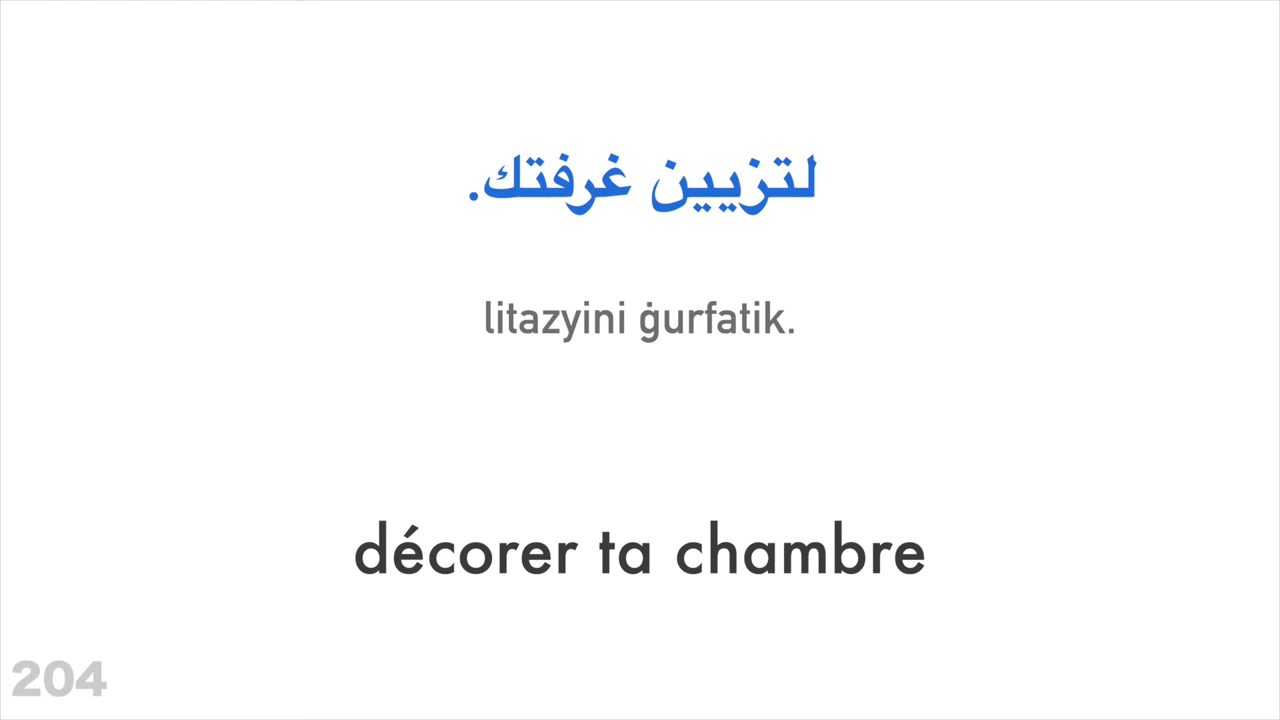 لتزيين غرفتك.
litazyini ġurfatik.
décorer ta chambre
204